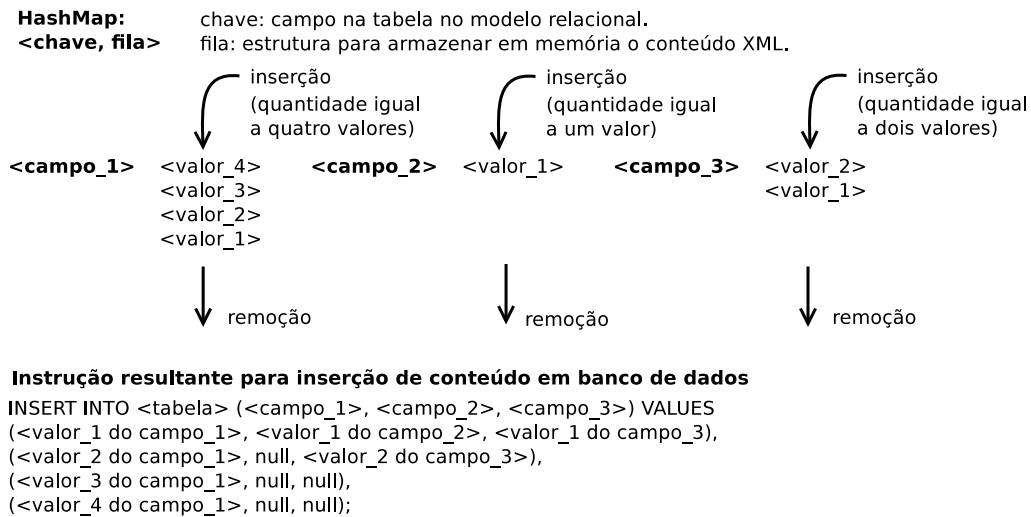 HashMap: chave: campo na tabela no modelo relacional.
<chave, fila> fila: estrutura para armazenar em memória o conteúdo XML.
inserção inserção inserção
(quantidade igual (quantidade igual (quantidade igual
a quatro valores) a um valor) a dois valores)
<campo_1> <valor_4> <campo_2> <valor_1> <campo_3> <valor_2>
<valor_3> <valor_1>
<valor_2>
<valor_1>
remoção remoção remoção
Instrução resultante para inserção de conteúdo em banco de dados
INSERT INTO <tabela> (<campo_1>, <campo_2>, <campo_3>) VALUES
(<valor_1 do campo_1>, <valor_1 do campo_2>, <valor_1 do campo_3),
(<valor_2 do campo_1>, null, <valor_2 do campo_3>),
(<valor_3 do campo_1>, null, null),
(<valor_4 do campo_1>, null, null);